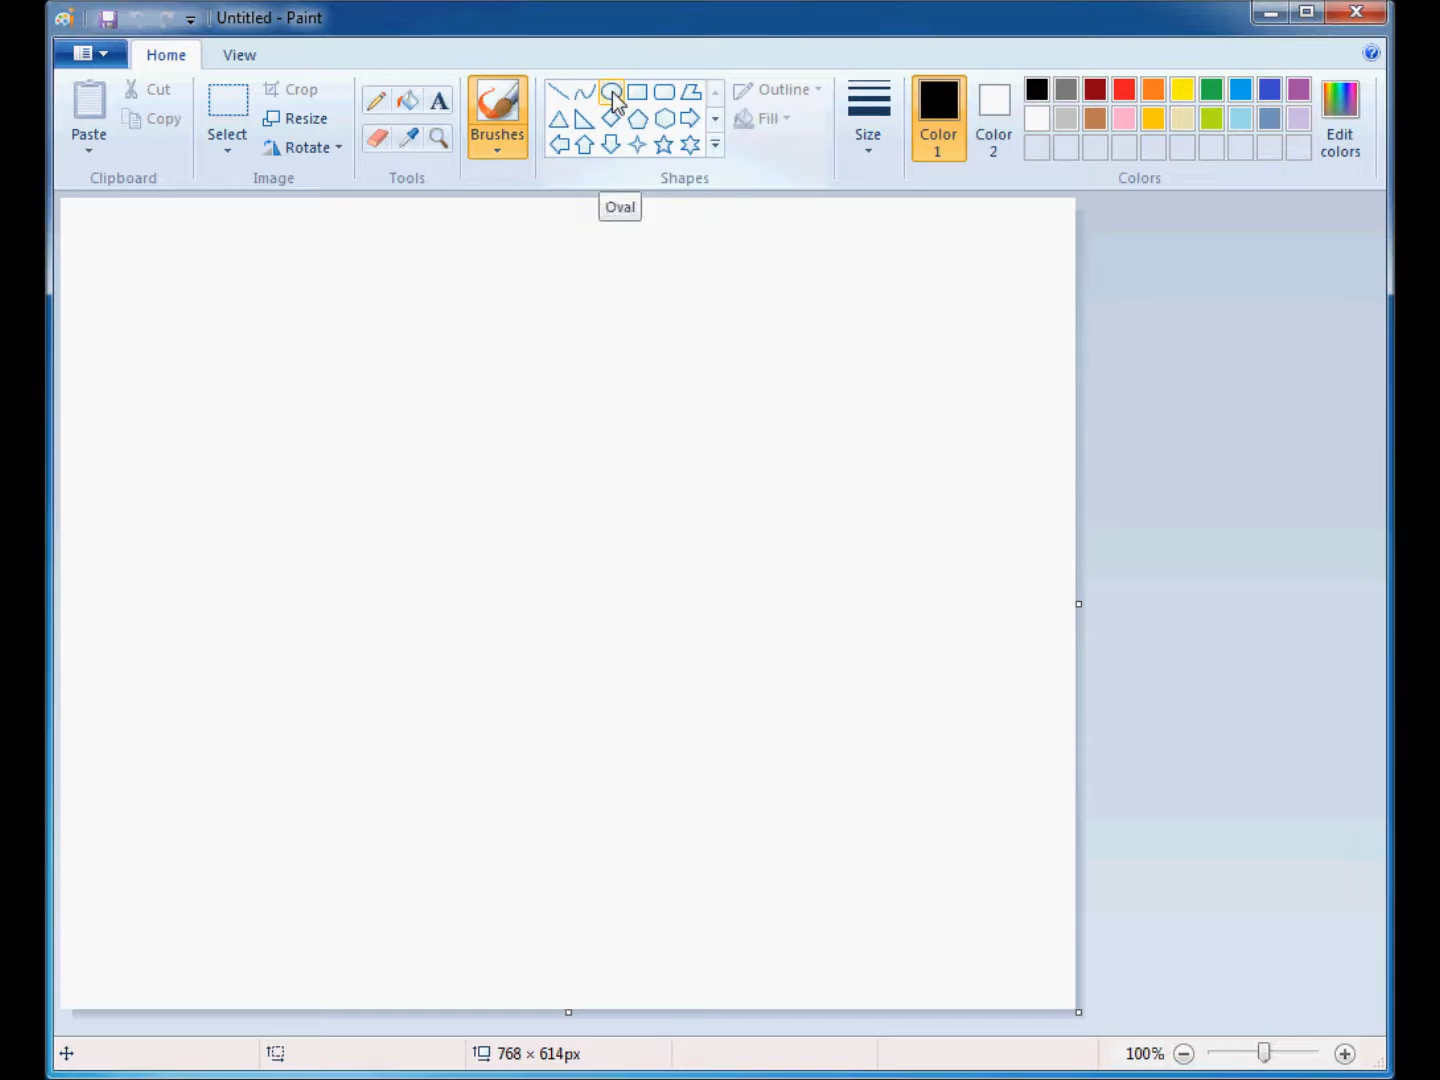 Untitled - Paint
Home
View
Paste
Cut
Copy
Clipboard
Select
Crop
Resize
Rotate
Image
A
Tools
Brushes
Outline
Fill
Shapes
Size
Color 1
Color 2
Edit colors
Colors
Oval
768 × 614px
100%